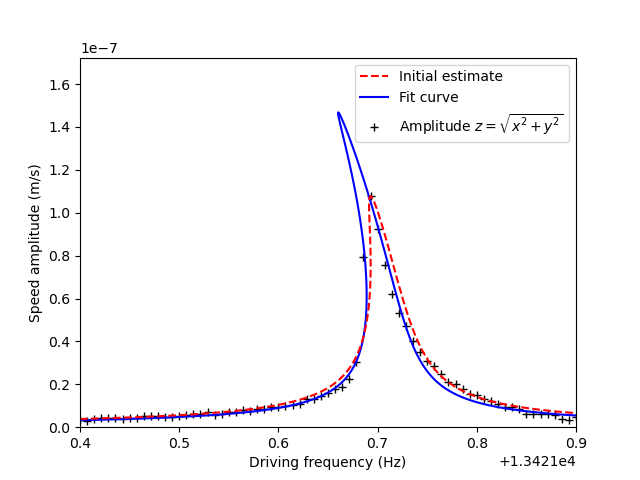 1e−7
Initial estimate
Fit curve
Amplitude z = √x² + y²
1.6
1.4
1.2
1.0
0.8
0.6
0.4
0.2
0.0
Speed amplitude (m/s)
0.4 0.5 0.6 0.7 0.8 0.9
Driving frequency (Hz)
+1.3421e4